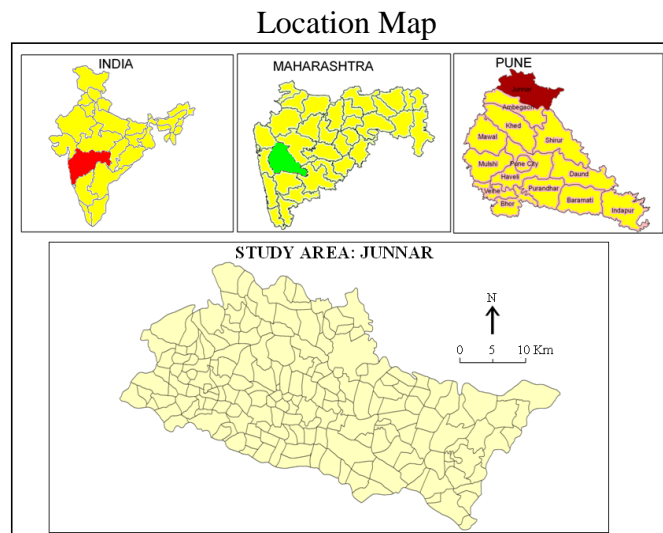 Location Map
INDIA
MAHARASHTRA
PUNE
Junnar
Ambegaon
Khed
Mawal
Shirur
Mulshi
Pune City
Haveli
Daund
Velhe
Purandhar
Bhor
Baramati
Indapur
STUDY AREA: JUNNAR
N
0 5 10 Km